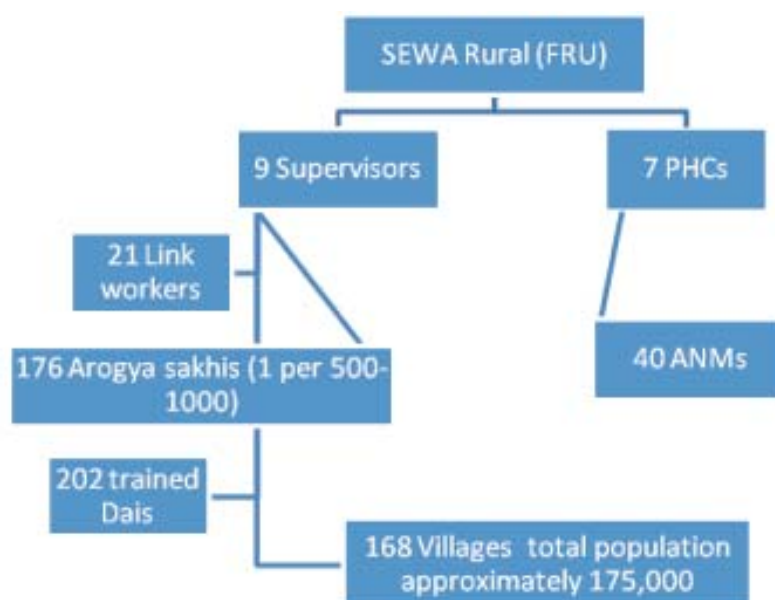 SEWA Rural (FRU)
9 Supervisors
7 PHCs
21 Link
workers
176 Arogya sakhis (1 per 500-
1000)
40 ANMs
202 trained
Dais
168 Villages total population
approximately 175,000